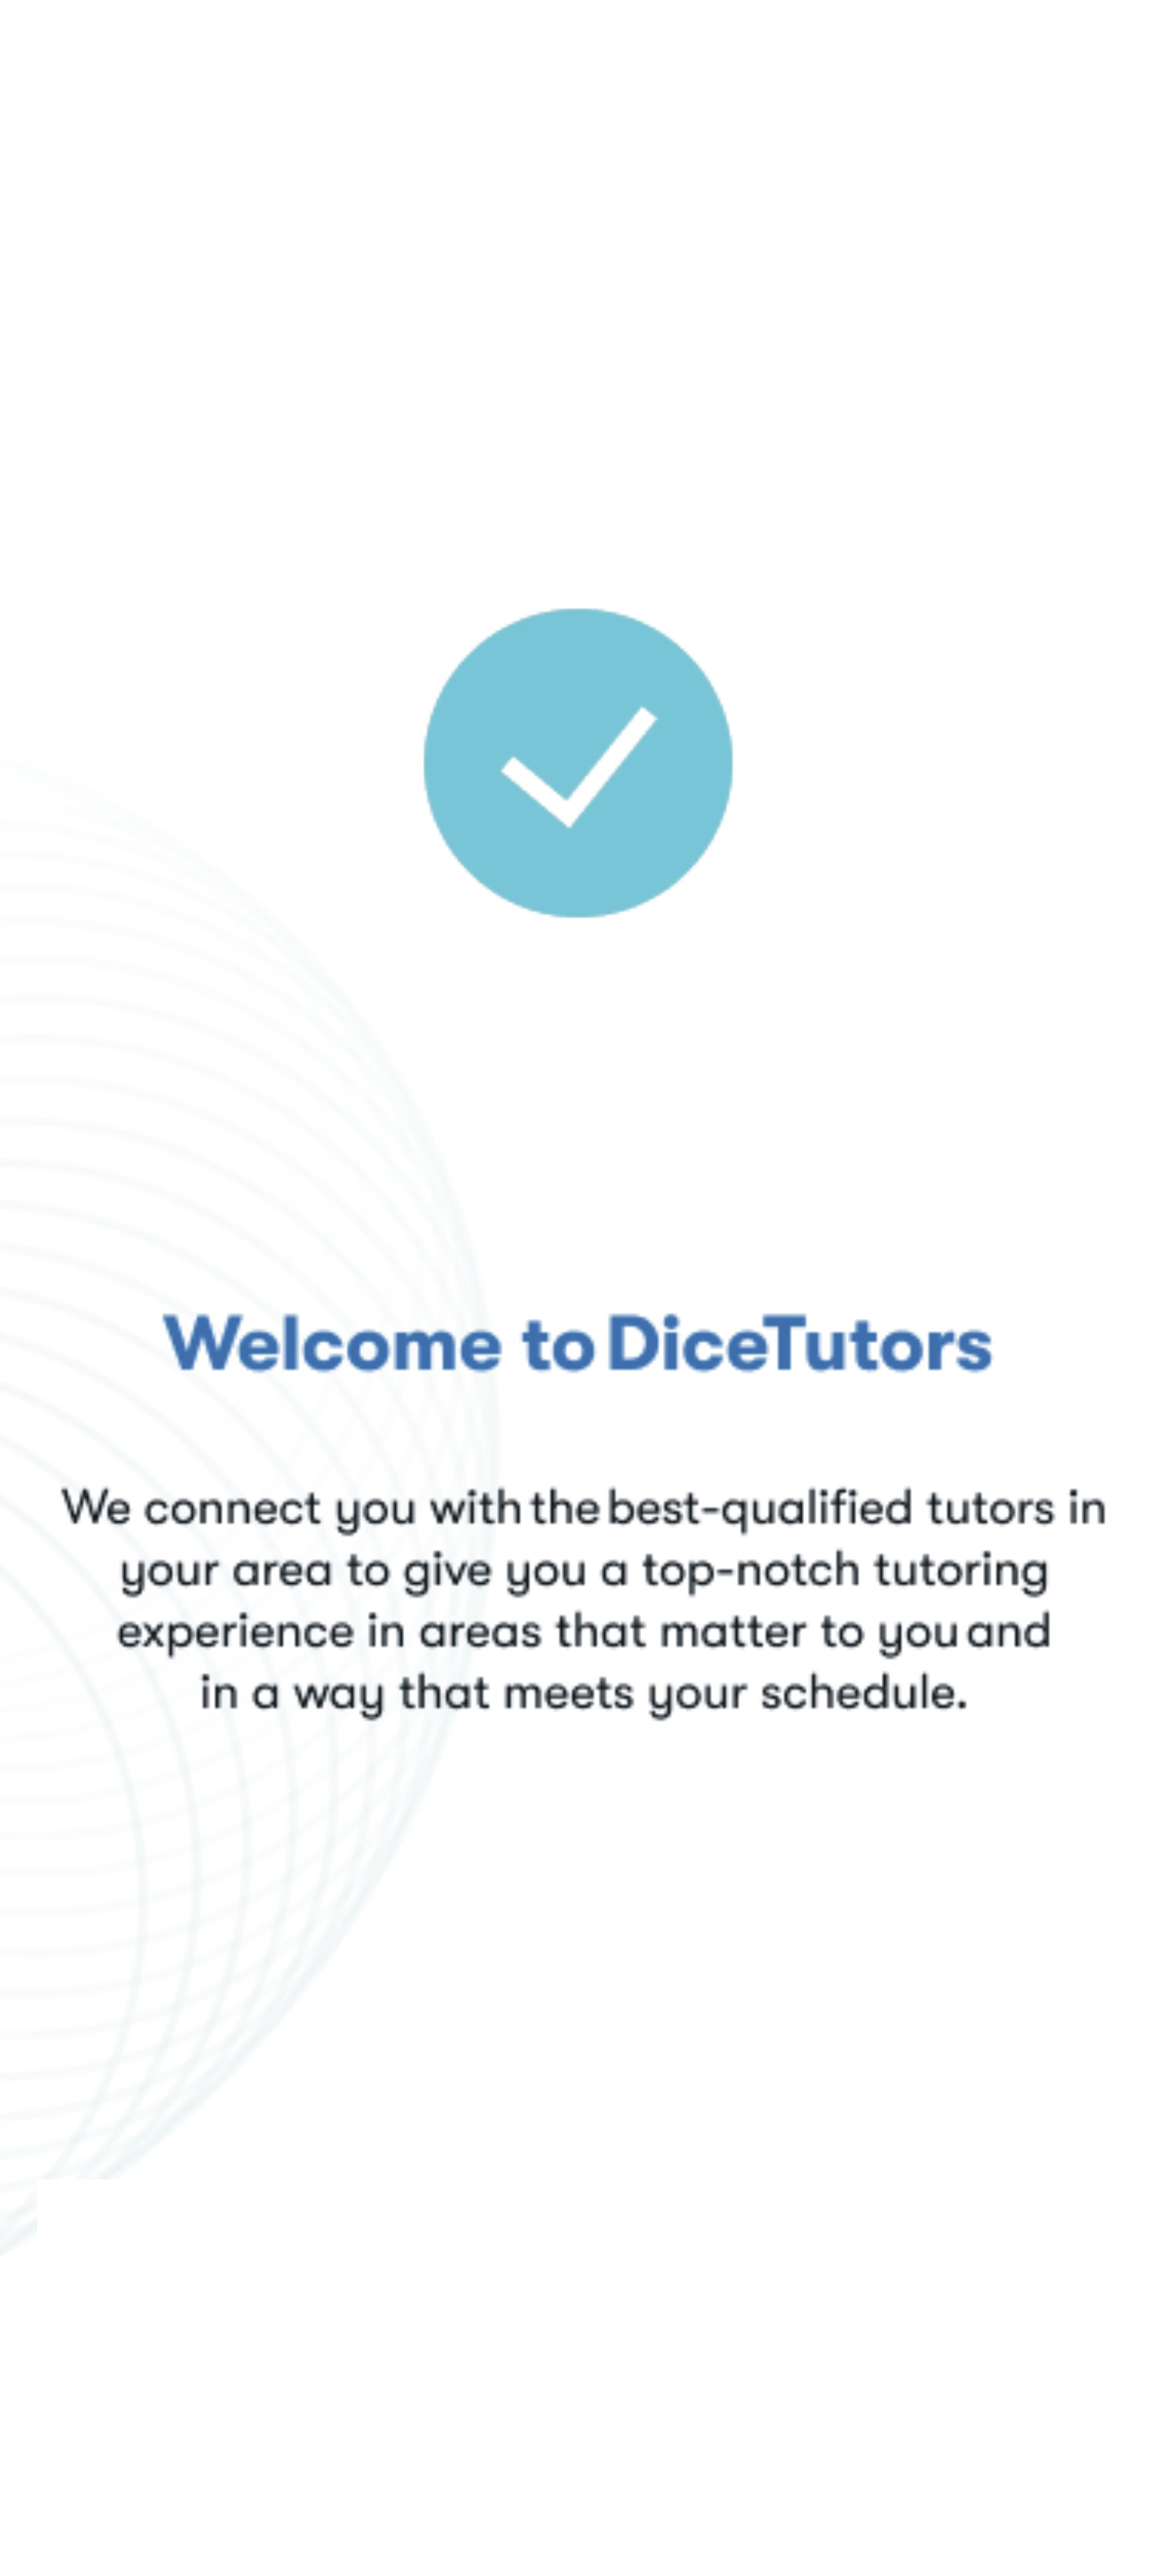 Welcome to DiceTutors
We connect you with the best-qualified tutors in
your area to give you a top-notch tutoring
experience in areas that matter to you and
in a way that meets your schedule.